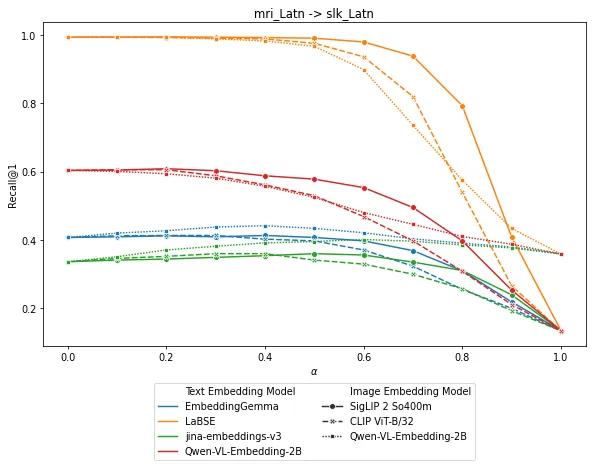 mri_Latn -> slk_Latn
1.0
0.8
0.6
0.4
0.2
Recall@1
0.0 0.2 0.4 0.6 0.8 1.0
α
Text Embedding Model Image Embedding Model
EmbeddingGemma SigLIP 2 So400m
LaBSE CLIP ViT-B/32
jina-embeddings-v3 Qwen-VL-Embedding-2B
Qwen-VL-Embedding-2B